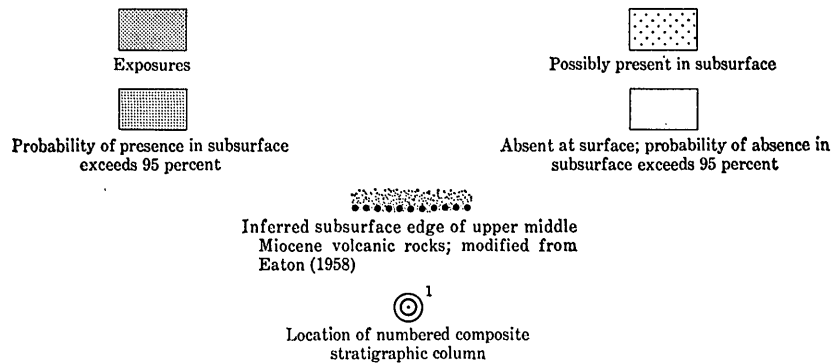 Exposures
Possibly present in subsurface
Probability of presence in subsurface
exceeds 95 percent
Absent at surface; probability of absence in
subsurface exceeds 95 percent
Inferred subsurface edge of upper middle
Miocene volcanic rocks; modified from
Eaton (1958)
1
Location of numbered composite
stratigraphic column